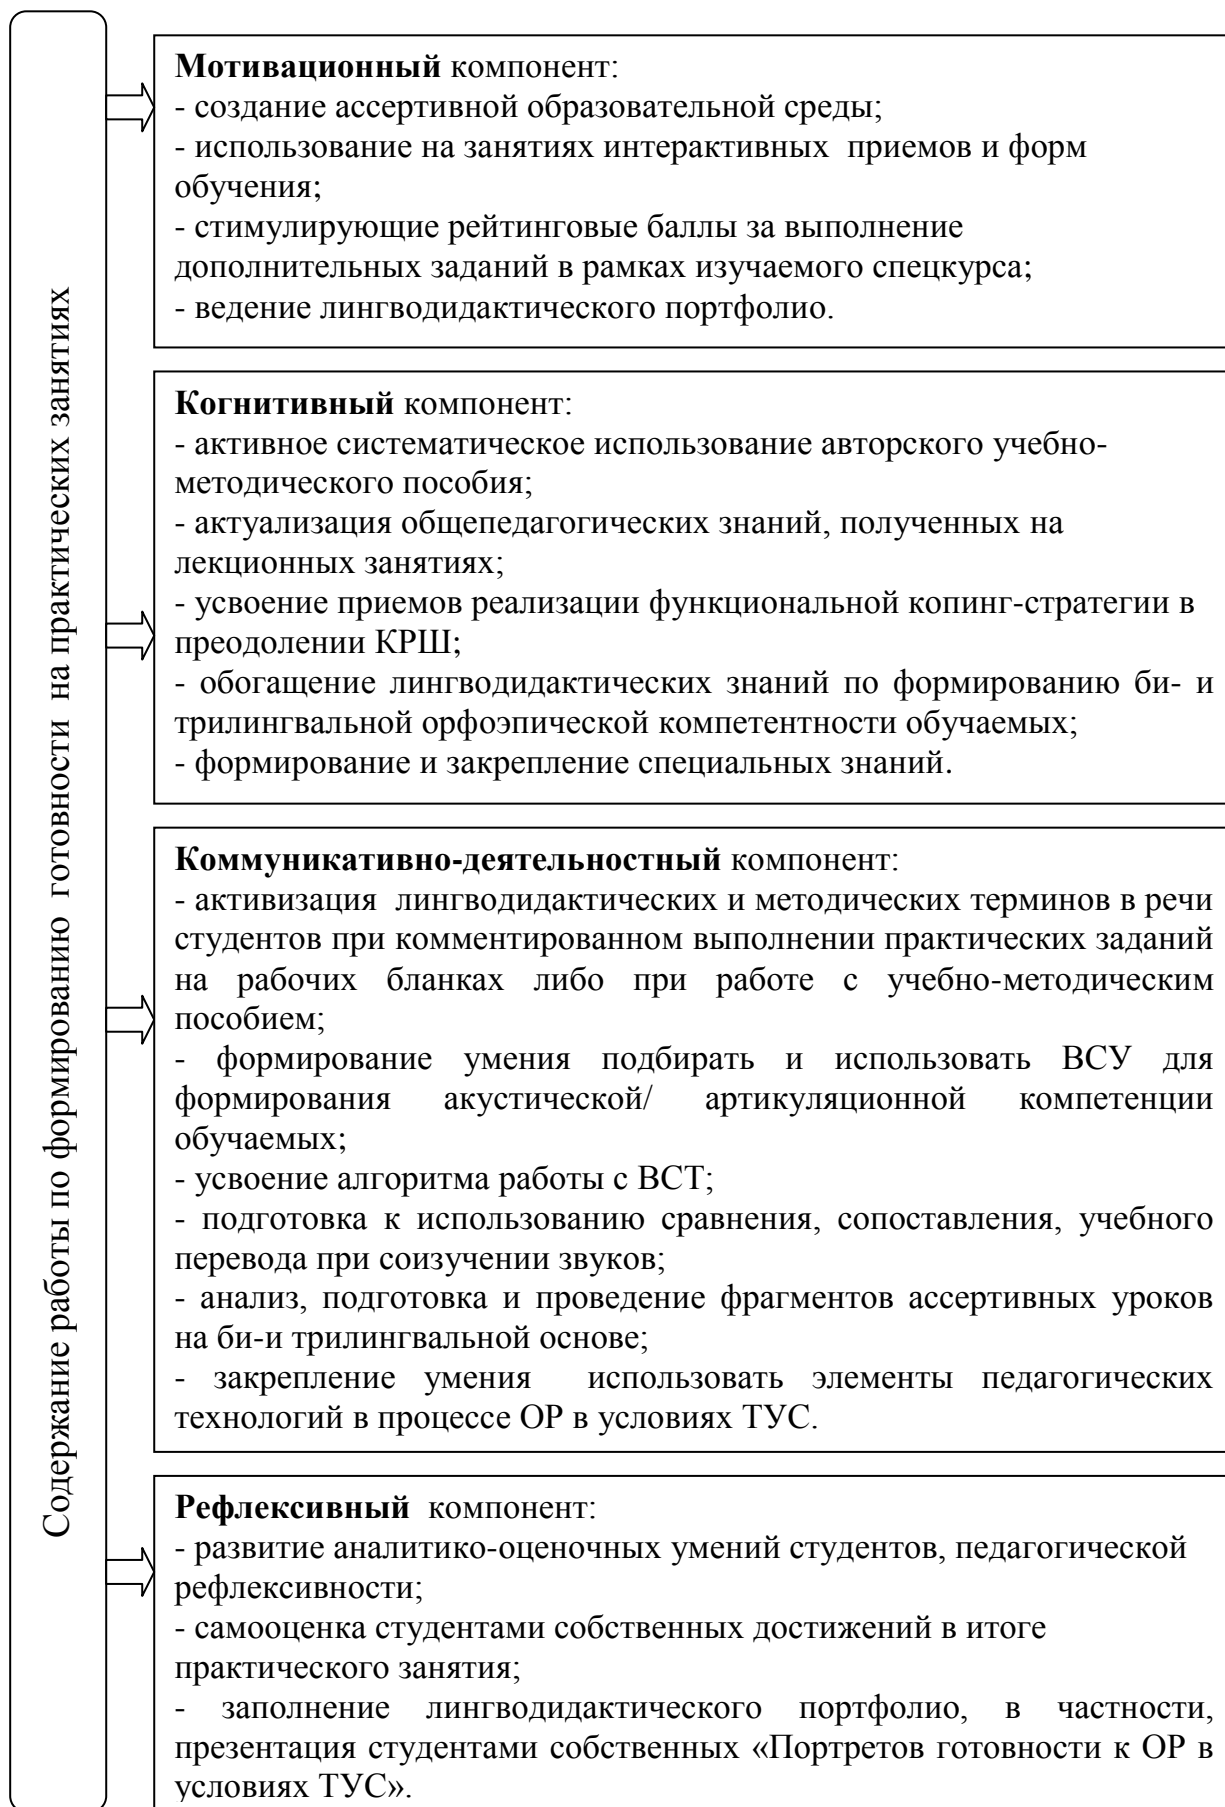 Содержание работы по формированию готовности на практических занятиях
Мотивационный компонент:
- создание ассертивной образовательной среды;
- использование на занятиях интерактивных приемов и форм
обучения;
- стимулирующие рейтинговые баллы за выполнение
дополнительных заданий в рамках изучаемого спецкурса;
- ведение лингводидактического портфолио.
Когнитивный компонент:
- активное систематическое использование авторского учебно-
методического пособия;
- актуализация общепедагогических знаний, полученных на
лекционных занятиях;
- усвоение приемов реализации функциональной копинг-стратегии в
преодолении КРШ;
- обогащение лингводидактических знаний по формированию би- и
трилингвальной орфоэпической компетентности обучаемых;
- формирование и закрепление специальных знаний.
Коммуникативно-деятельностный компонент:
- активизация лингводидактических и методических терминов в речи
студентов при комментированном выполнении практических заданий
на рабочих бланках либо при работе с учебно-методическим
пособием;
- формирование умения подбирать и использовать ВСУ для
формирования акустической/ артикуляционной компетенции
обучаемых;
- усвоение алгоритма работы с ВСТ;
- подготовка к использованию сравнения, сопоставления, учебного
перевода при соизучении звуков;
- анализ, подготовка и проведение фрагментов ассертивных уроков
на би-и трилингвальной основе;
- закрепление умения использовать элементы педагогических
технологий в процессе ОР в условиях ТУС.
Рефлексивный компонент:
- развитие аналитико-оценочных умений студентов, педагогической
рефлексивности;
- самооценка студентами собственных достижений в итоге
практического занятия;
- заполнение лингводидактического портфолио, в частности,
презентация студентами собственных «Портретов готовности к ОР в
условиях ТУС».